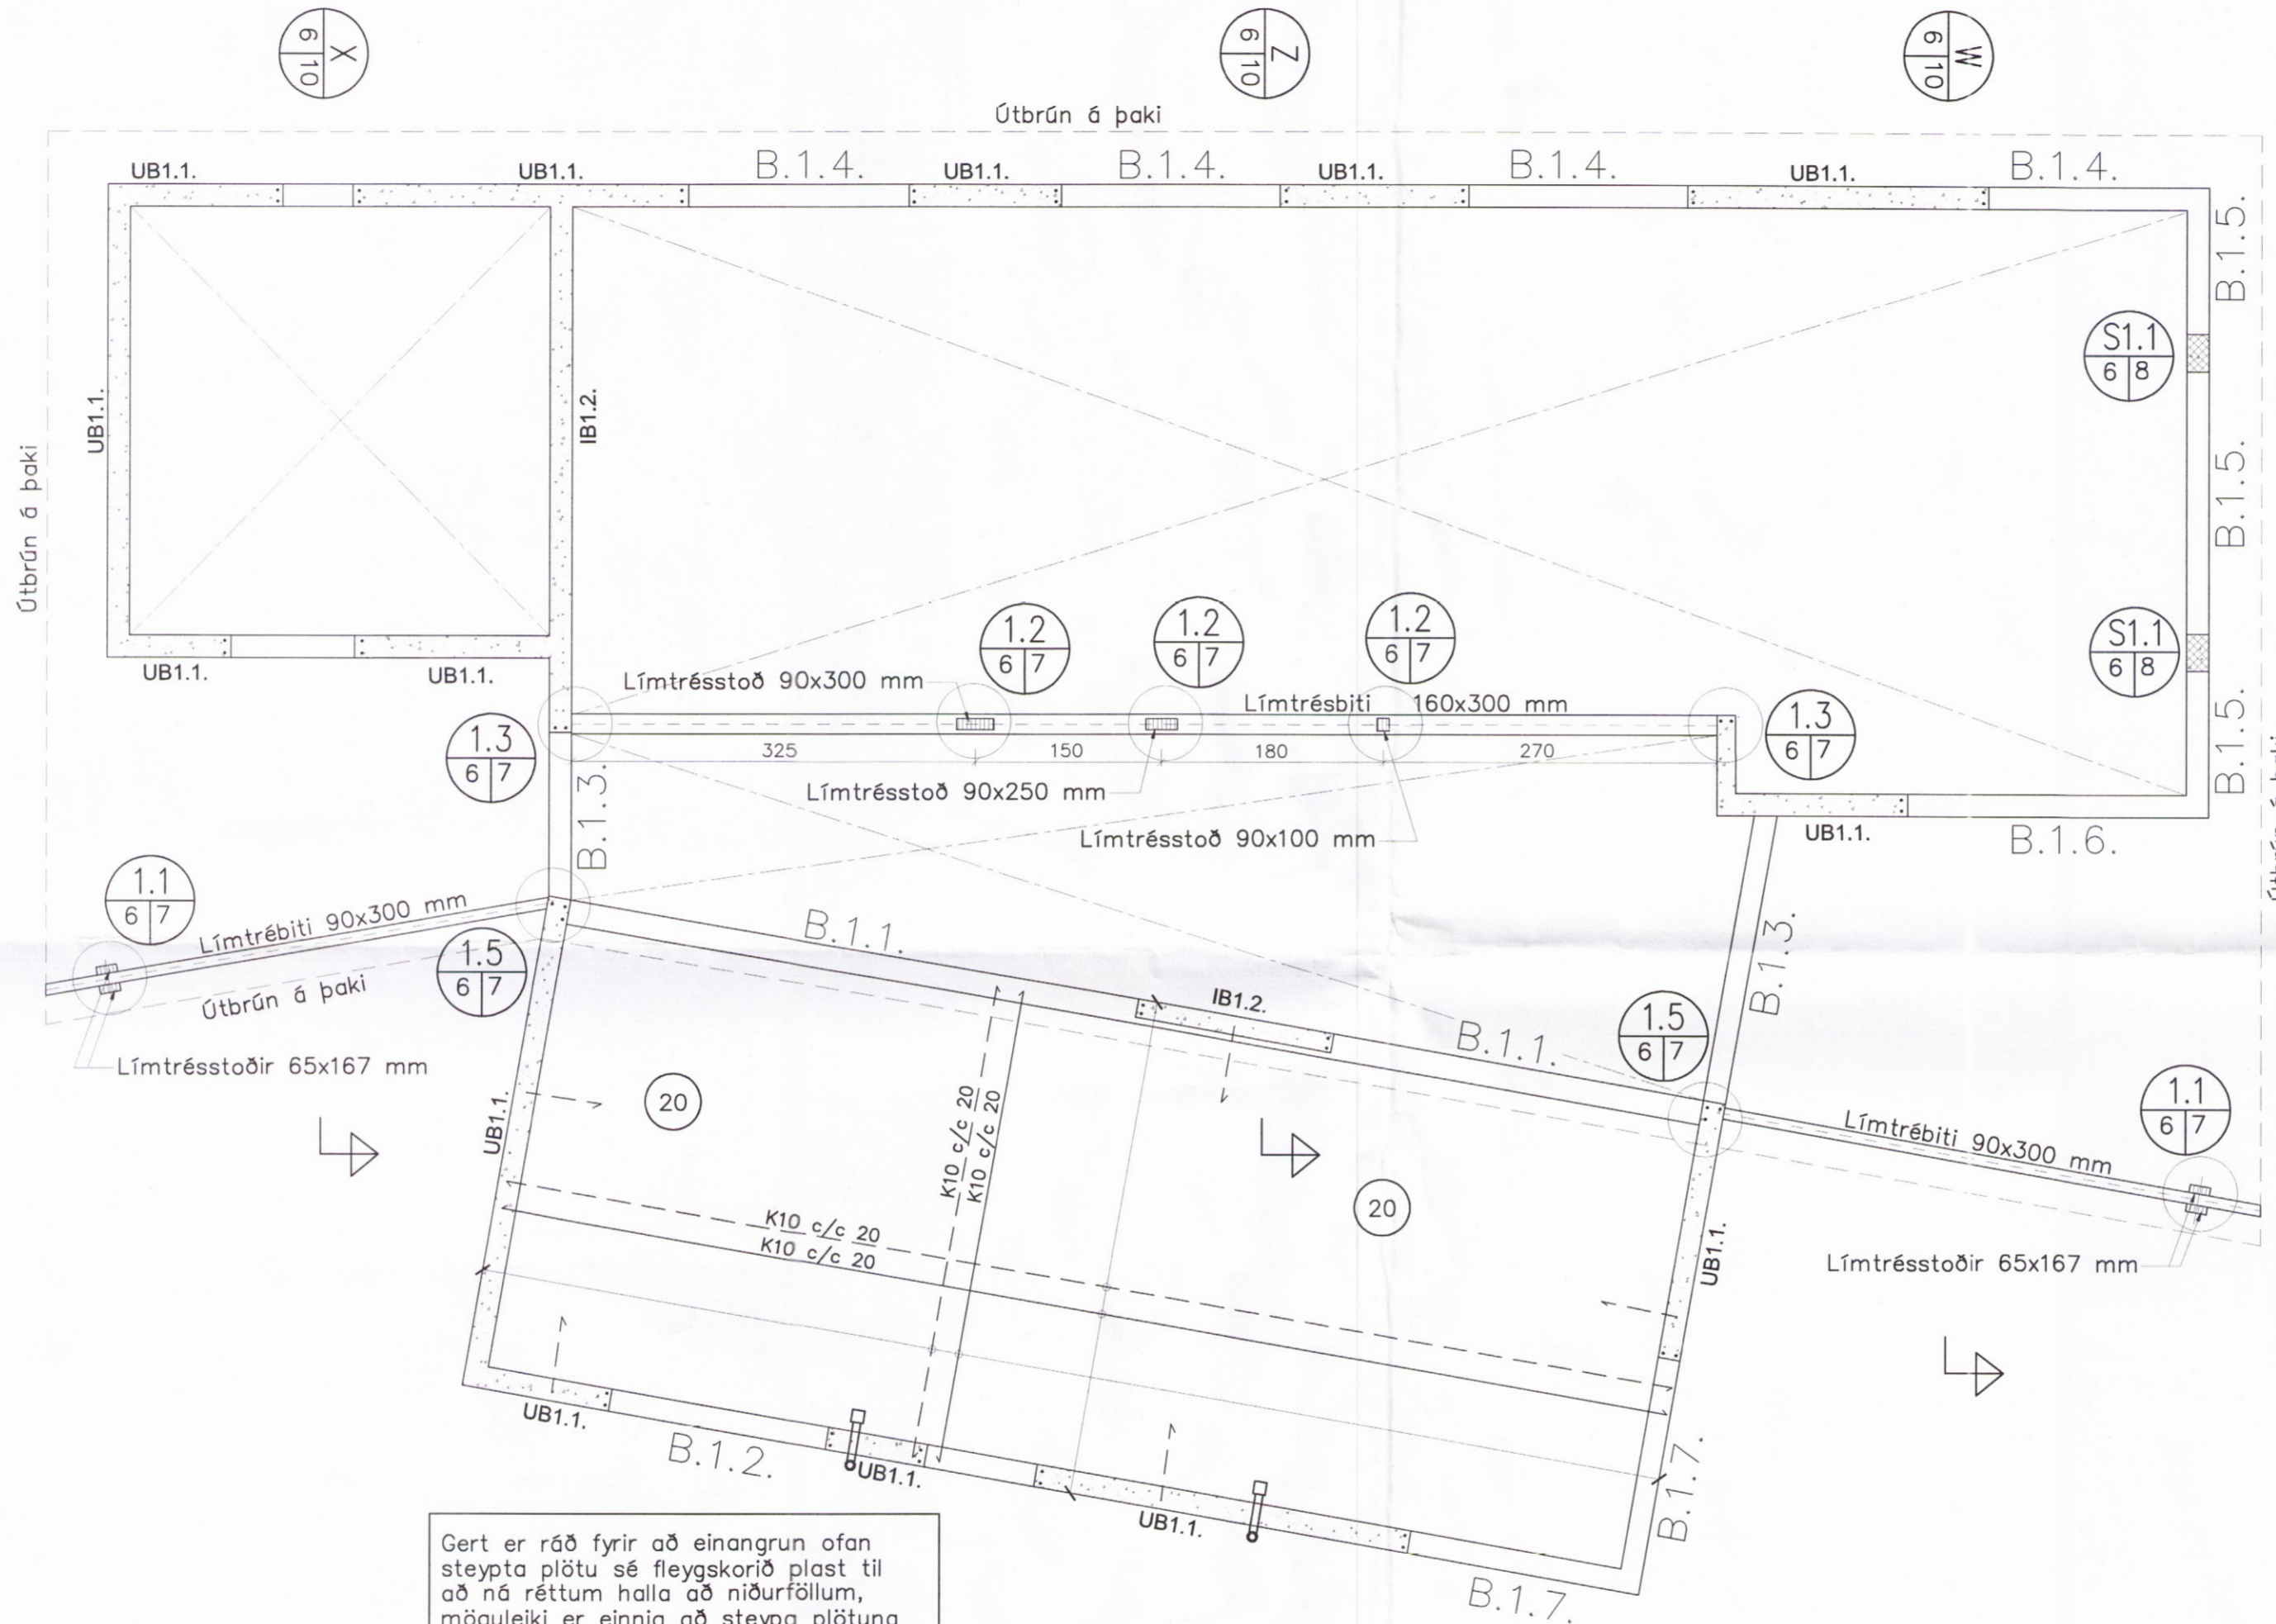 X
6 10
Z
6 10
W
6 10
Útbrún á þaki
UB1.1.
UB1.1.
B.1.4.
UB1.1.
B.1.4.
UB1.1.
B.1.4.
UB1.1.
B.1.4.
B.1.5.
S1.1
6 8
UB1.1.
IB1.2.
Útbrún á þaki
B.1.5.
S1.1
6 8
1.2
6 7
1.2
6 7
1.2
6 7
UB1.1.
UB1.1.
Límtrésstoð 90x300 mm
Límtrésbiti 160x300 mm
B.1.5.
1.3
6 7
1.3
6 7
325
150
180
270
Límtrésstoð 90x250 mm
Límtrésstoð 90x100 mm
B.1.3.
UB1.1.
B.1.6.
1.1
6 7
Límtrébiti 90x300 mm
B.1.1.
B.1.3.
1.5
6 7
Útbrún á þaki
IB1.2.
1.5
6 7
B.1.1.
Límtrésstoðir 65x167 mm
20
UB1.1.
K10 c/c 20
K10 c/c 20
1.1
6 7
Límtrébiti 90x300 mm
20
K10 c/c 20
K10 c/c 20
UB1.1.
Límtrésstoðir 65x167 mm
UB1.1.
B.1.2.
UB1.1.
UB1.1.
B.1.7.
B.1.7.
Gert er ráð fyrir að einangrun ofan
steypta plötu sé fleygskorið plast til
að ná réttum halla að niðurföllum,
möguleiki er einnig að steypa plötuna